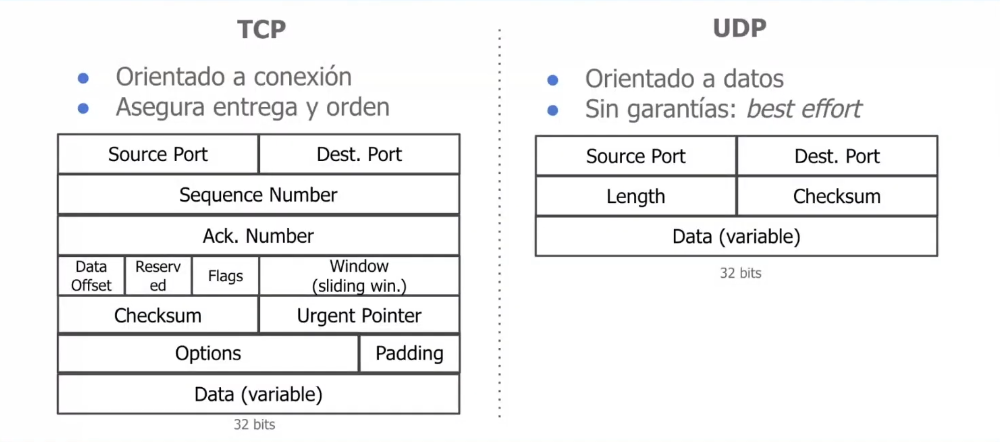 TCP
● Orientado a conexión
● Asegura entrega y orden
Source Port
Dest. Port
Sequence Number
Ack. Number
Data
Offset
Reserv
ed
Flags
Window
(sliding win.)
Checksum
Urgent Pointer
Options
Padding
Data (variable)
32 bits
UDP
● Orientado a datos
● Sin garantías: best effort
Source Port
Dest. Port
Length
Checksum
Data (variable)
32 bits